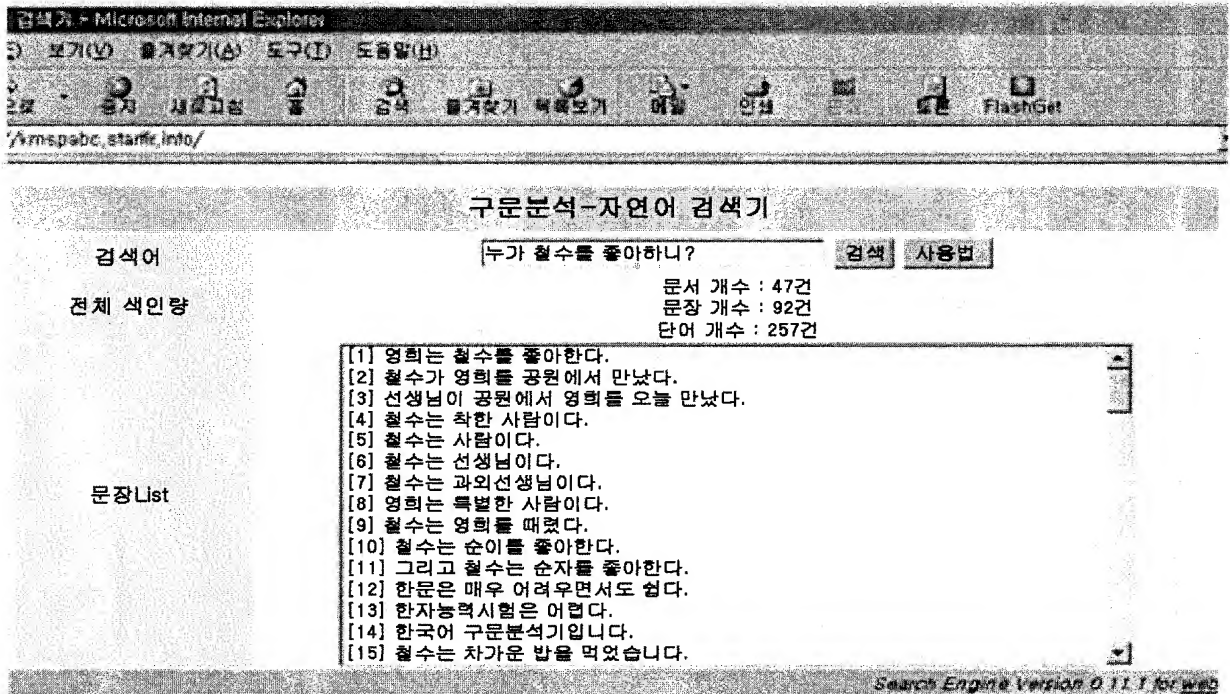 검색기 - Microsoft Internet Explorer
보기(V) 즐겨찾기(A) 도구(T) 도움말(H)
중지 새로고침 홈 검색 즐겨찾기 목록보기 메일 인쇄 토론 FlashGet
구문분석-자연어 검색기
검색어 누가 철수를 좋아하니? 검색 사용법
전체 색인량
문서 개수 : 47건
문장 개수 : 92건
단어 개수 : 257건
문장List
[1] 영희는 철수를 좋아한다.
[2] 철수가 영희를 공원에서 만났다.
[3] 선생님이 공원에서 영희를 오늘 만났다.
[4] 철수는 착한 사람이다.
[5] 철수는 사람이다.
[6] 철수는 선생님이다.
[7] 철수는 과외선생님이다.
[8] 영희는 특별한 사람이다.
[9] 철수는 영희를 때렸다.
[10] 철수는 순이를 좋아한다.
[11] 그리고 철수는 순자를 좋아한다.
[12] 한문은 매우 어려우면서도 쉽다.
[13] 한자능력시험은 어렵다.
[14] 한국어 구문분석기입니다.
[15] 철수는 차가운 밥을 먹었습니다.
Search Engine Version 0.11.1 for web